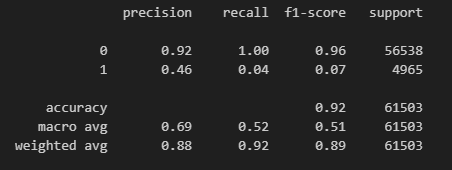 precision recall f1-score support
0 0.92 1.00 0.96 56538
1 0.46 0.04 0.07 4965
accuracy 0.92 61503
macro avg 0.69 0.52 0.51 61503
weighted avg 0.88 0.92 0.89 61503